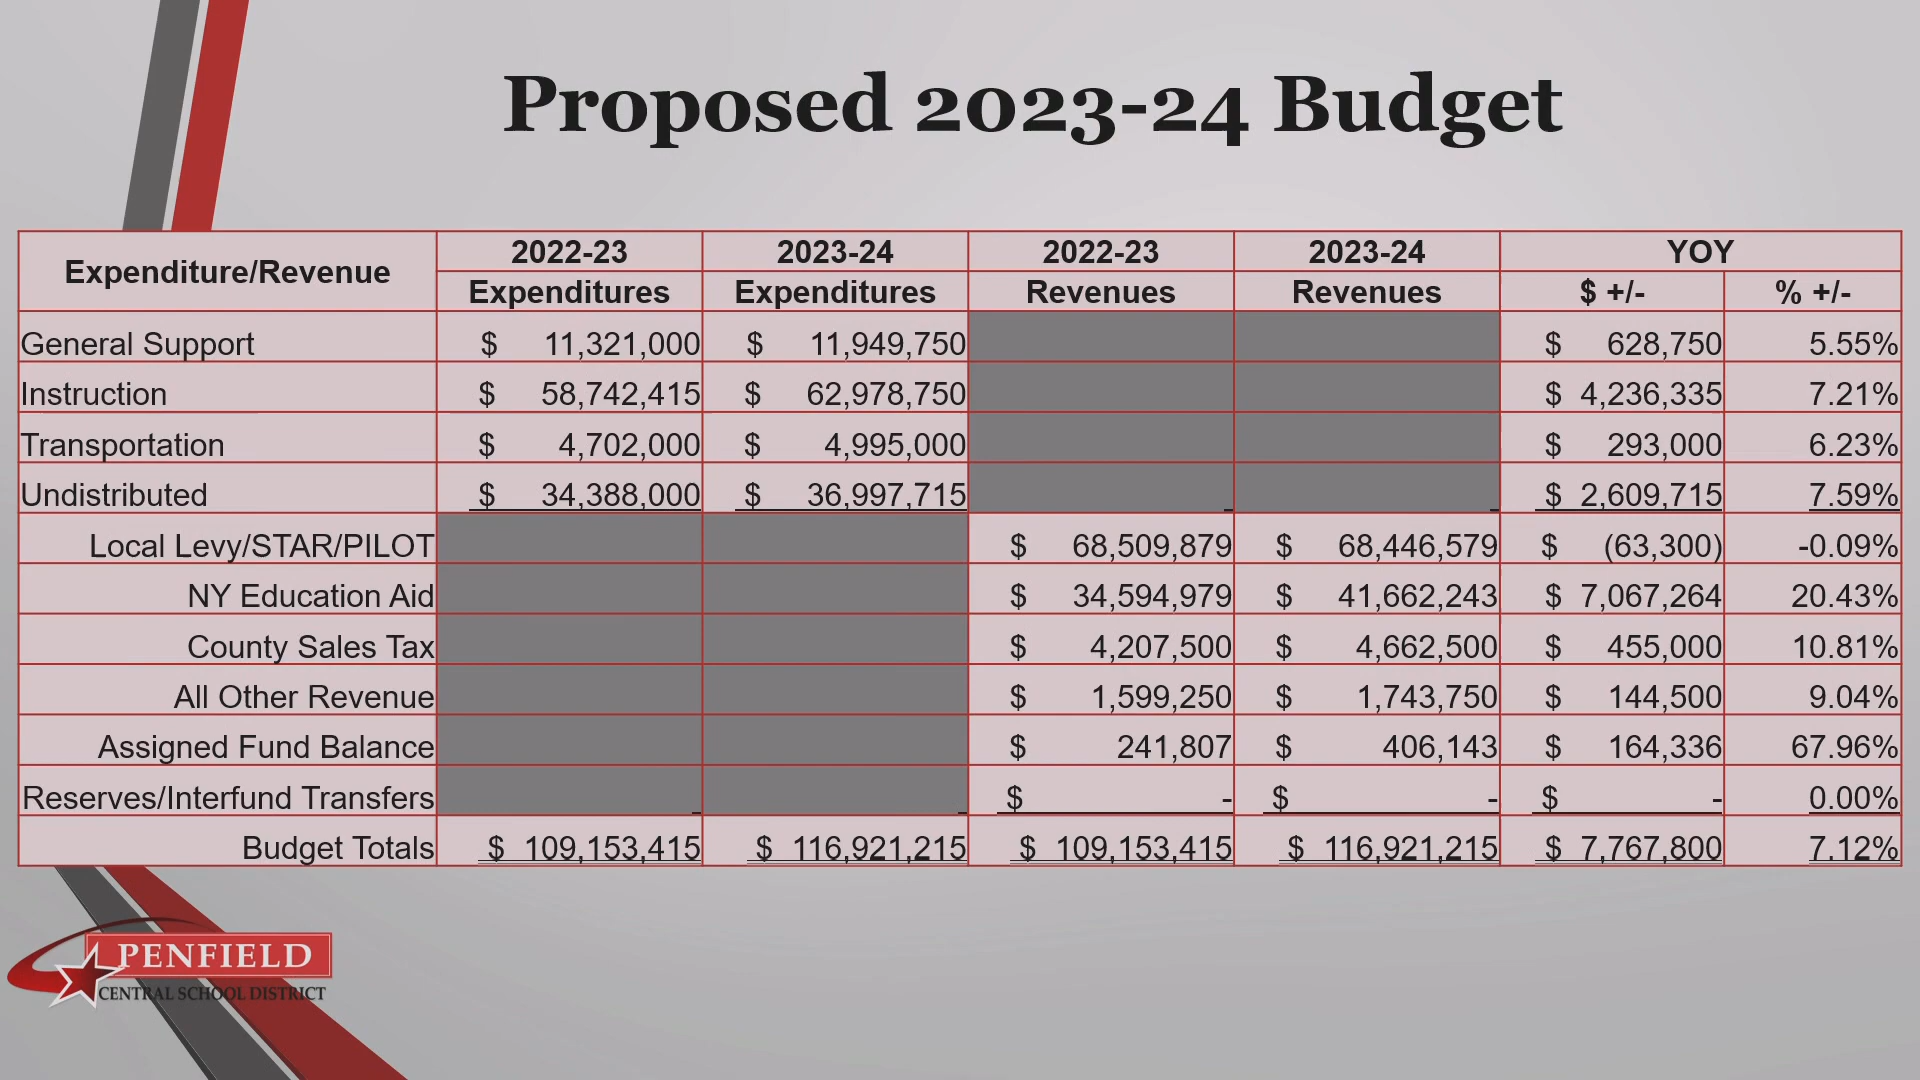 Proposed 2023-24 Budget
Expenditure/Revenue 2022-23 2023-24 2022-23 2023-24 YOY
Expenditures Expenditures Revenues Revenues $ +/- % +/-
General Support $ 11,321,000 $ 11,949,750 $ 628,750 5.55%
Instruction $ 58,742,415 $ 62,978,750 $ 4,236,335 7.21%
Transportation $ 4,702,000 $ 4,995,000 $ 293,000 6.23%
Undistributed $ 34,388,000 $ 36,997,715 $ 2,609,715 7.59%
Local Levy/STAR/PILOT $ 68,509,879 $ 68,446,579 $ (63,300) -0.09%
NY Education Aid $ 34,594,979 $ 41,662,243 $ 7,067,264 20.43%
County Sales Tax $ 4,207,500 $ 4,662,500 $ 455,000 10.81%
All Other Revenue $ 1,599,250 $ 1,743,750 $ 144,500 9.04%
Assigned Fund Balance $ 241,807 $ 406,143 $ 164,336 67.96%
Reserves/Interfund Transfers $ - $ - $ - 0.00%
Budget Totals $ 109,153,415 $ 116,921,215 $ 109,153,415 $ 116,921,215 $ 7,767,800 7.12%
PENFIELD
CENTRAL SCHOOL DISTRICT